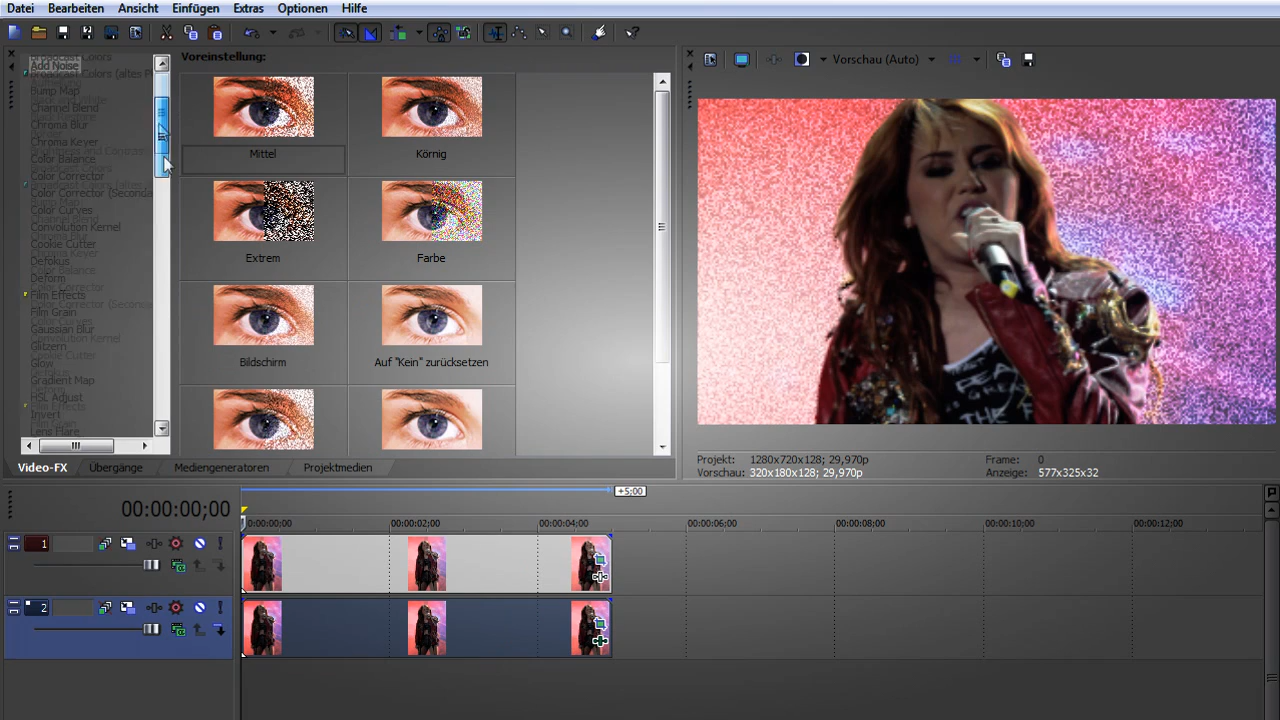 Datei Bearbeiten Ansicht Einfügen Extras Optionen Hilfe
Voreinstellung:
Vorschau (Auto)
Add Noise
Bump Map
Channel Blend
Chroma Blur
Chroma Keyer
Color Balance
Color Corrector
Color Corrector (Seconda
Color Curves
Convolution Kernel
Cookie Cutter
Defokus
Deform
Film Effects
Film Grain
Gaussian Blur
Glitzern
Glow
Gradient Map
HSL Adjust
Invert
Lens Flare
Mittel Körnig
Extrem Farbe
Bildschirm Auf "Kein" zurücksetzen
Video-FX Übergänge Mediengeneratoren Projektmedien
Projekt: 1280x720x128; 29,970p Frame: 0
Vorschau: 320x180x128; 29,970p Anzeige: 577x325x32
+5;00
00:00:00;00
0:00:00;00 00:00:02;00 00:00:04;00 00:00:06;00 00:00:08;00 00:00:10;00 00:00:12;00
1
2